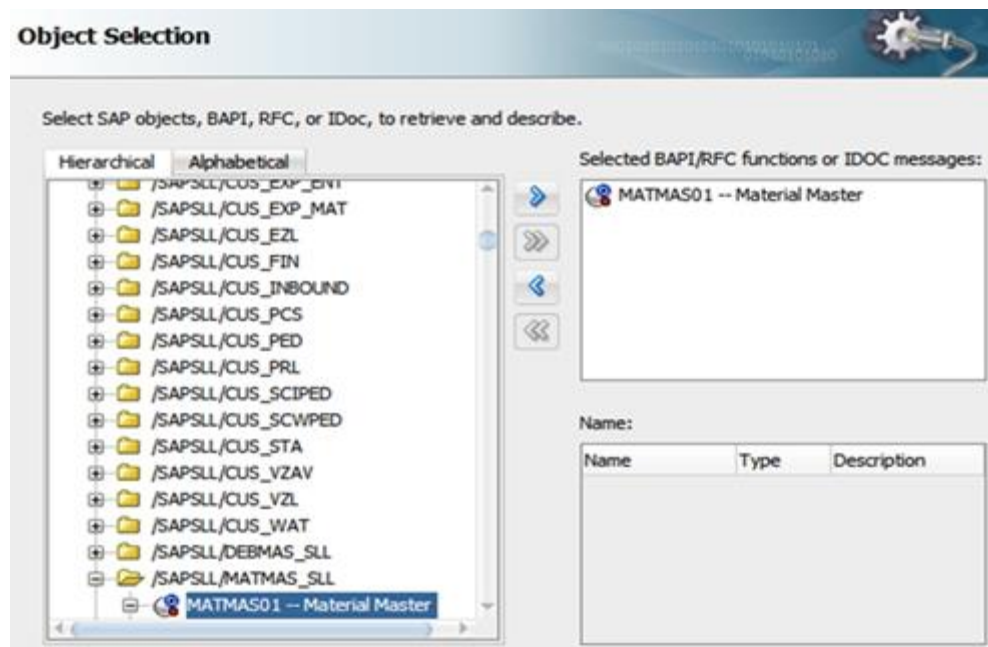 Object Selection
Select SAP objects, BAPI, RFC, or IDoc, to retrieve and describe.
Hierarchical
Alphabetical
/SAPSLL/CUS_EXP_ENT
/SAPSLL/CUS_EXP_MAT
/SAPSLL/CUS_EZL
/SAPSLL/CUS_FIN
/SAPSLL/CUS_INBOUND
/SAPSLL/CUS_PCS
/SAPSLL/CUS_PED
/SAPSLL/CUS_PRL
/SAPSLL/CUS_SCIPED
/SAPSLL/CUS_SCWPED
/SAPSLL/CUS_STA
/SAPSLL/CUS_VZAV
/SAPSLL/CUS_VZL
/SAPSLL/CUS_WAT
/SAPSLL/DEBMAS_SLL
/SAPSLL/MATMAS_SLL
MATMAS01 -- Material Master
Selected BAPI/RFC functions or IDOC messages:
MATMAS01 -- Material Master
Name:
Name Type Description